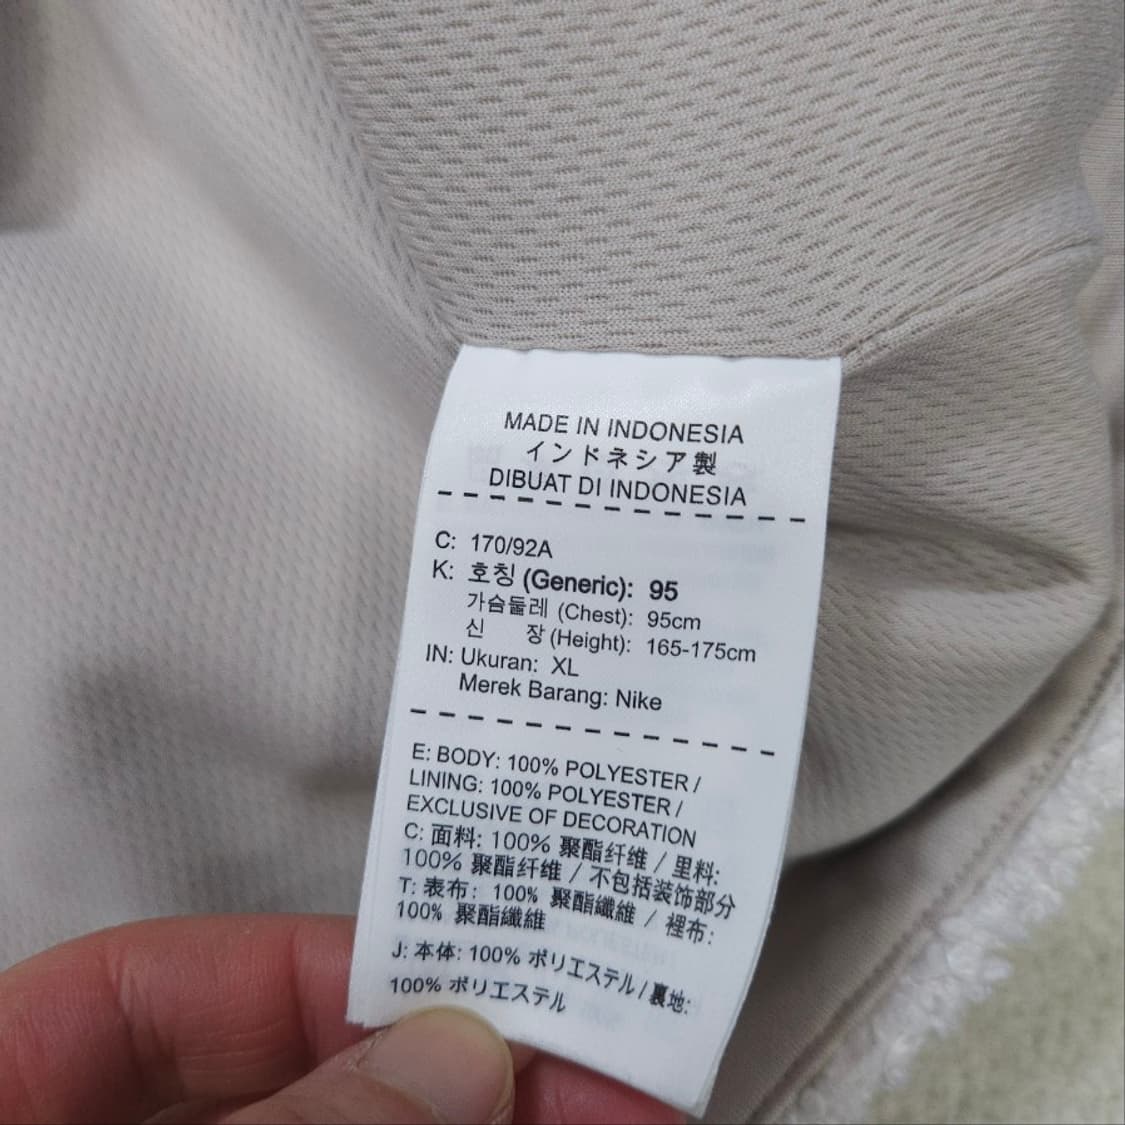 MADE IN INDONESIA
インドネシア製
DIBUAT DI INDONESIA
C: 170/92A
K: 호칭 (Generic): 95
가슴둘레 (Chest): 95cm
신 장 (Height): 165-175cm
IN: Ukuran: XL
Merek Barang: Nike
E: BODY: 100% POLYESTER /
LINING: 100% POLYESTER /
EXCLUSIVE OF DECORATION
C: 面料: 100% 聚酯纤维 / 里料:
100% 聚酯纤维 / 不包括装饰部分
T: 表布: 100% 聚酯纖維 / 裡布:
100% 聚酯纖維
J: 本体: 100% ポリエステル / 裏地:
100% ポリエステル